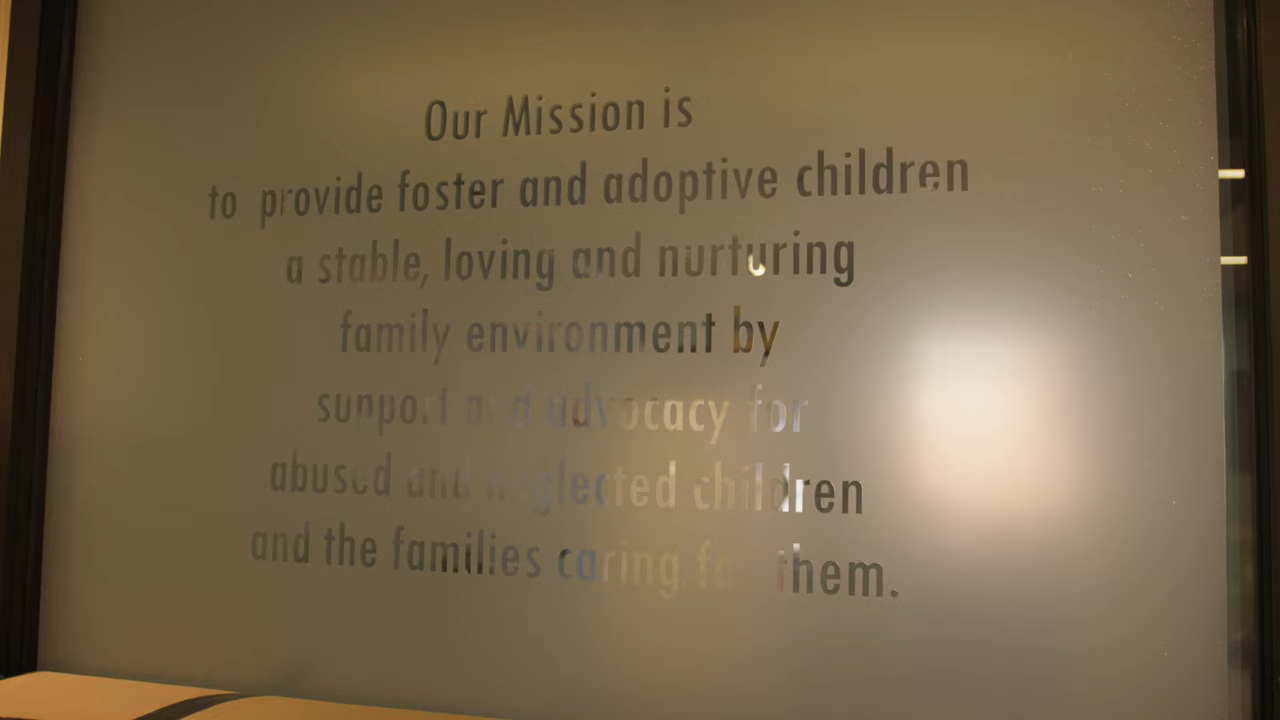 Our Mission is
to provide foster and adoptive children
a stable, loving and nurturing
family environment by
support and advocacy for
abused and neglected children
and the families caring for them.